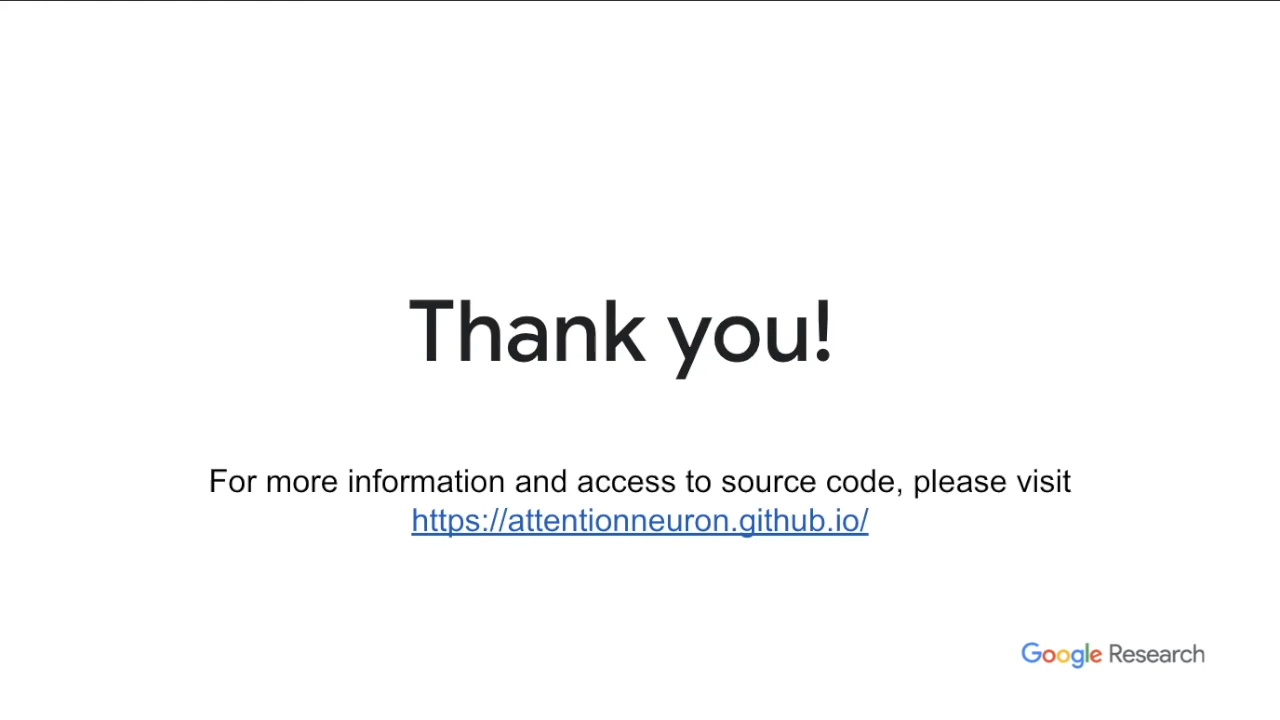 Thank you!
For more information and access to source code, please visit
https://attentionneuron.github.io/
Google Research